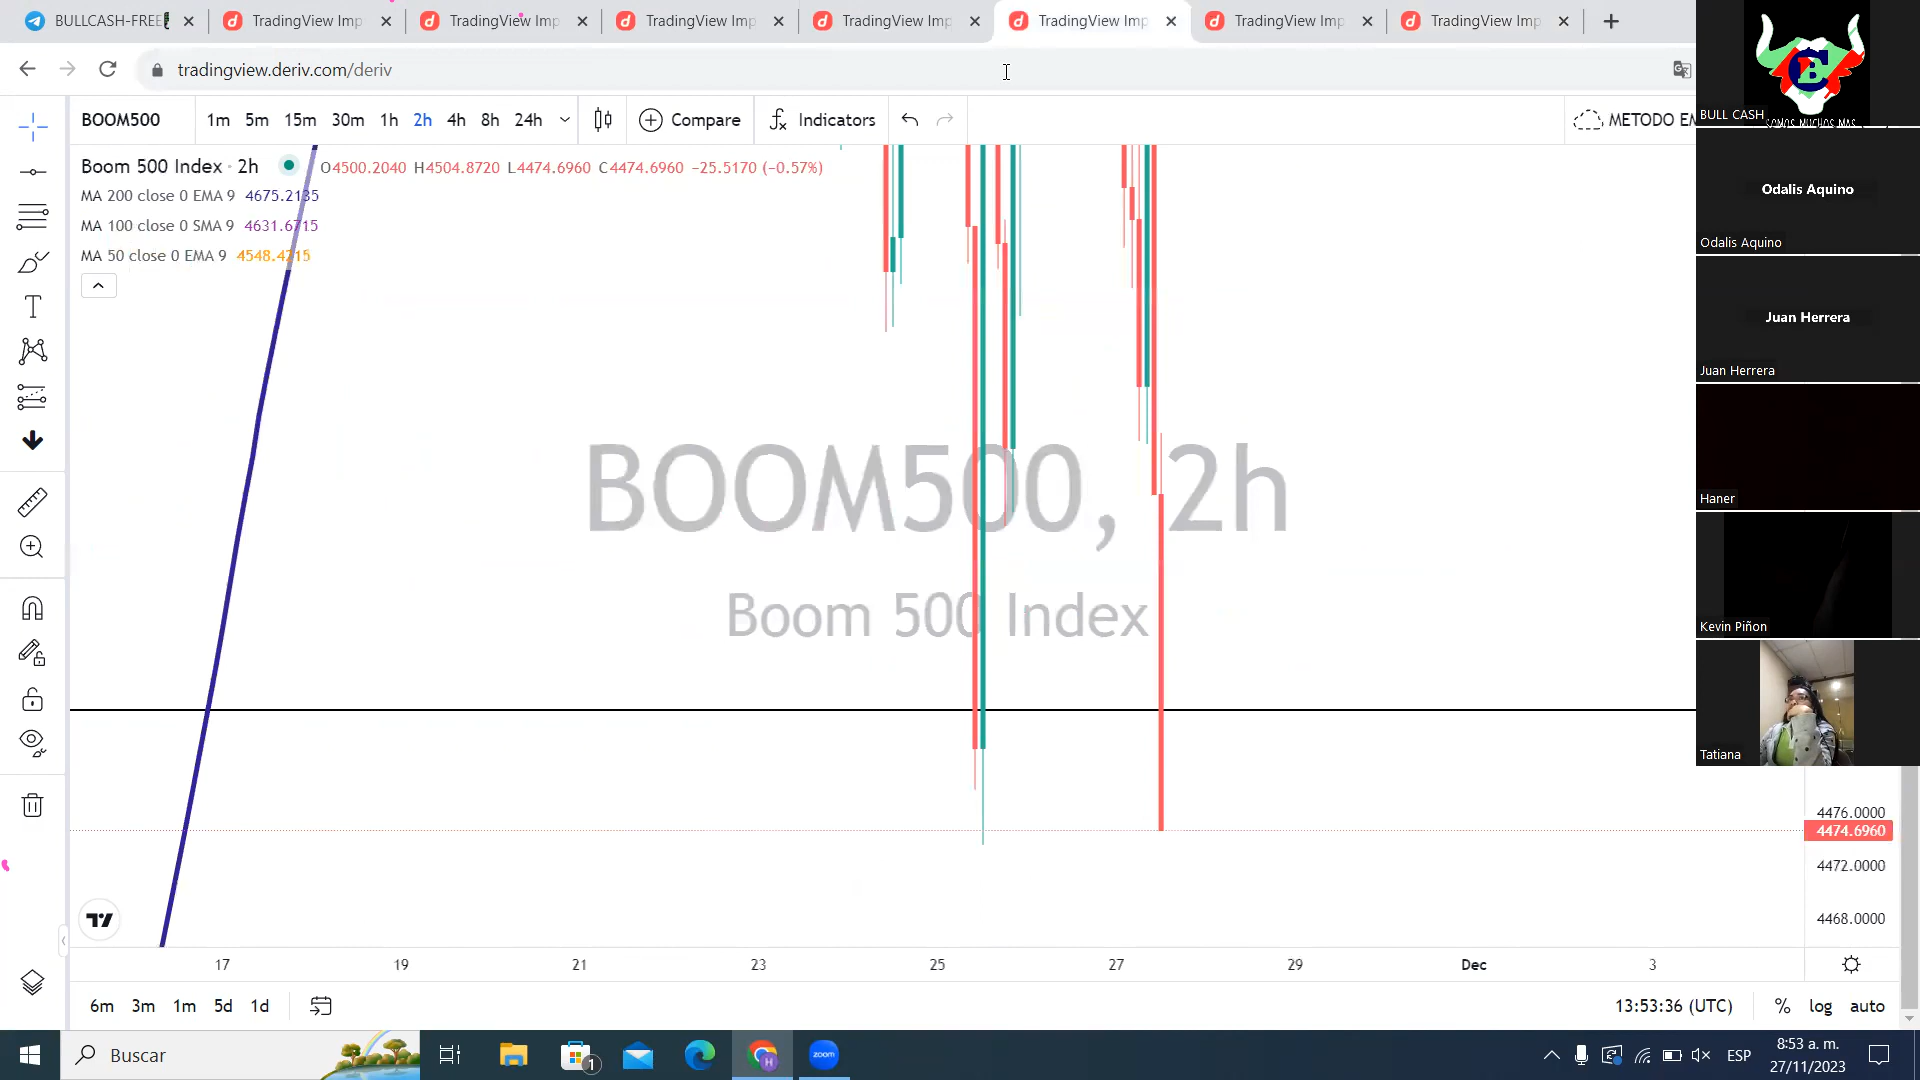 BULLCASH-FREE
TradingView Imp
TradingView Imp
TradingView Imp
TradingView Imp
TradingView Imp
TradingView Imp
TradingView Imp
tradingview.deriv.com/deriv
BOOM500
1m 5m 15m 30m 1h 2h 4h 8h 24h
Compare
Indicators
METODO EM
Boom 500 Index · 2h
O4500.2040 H4504.8720 L4474.6960 C4474.6960 −25.5170 (−0.57%)
MA 200 close 0 EMA 9 4675.2135
MA 100 close 0 SMA 9 4631.6715
MA 50 close 0 EMA 9 4548.4215
BOOM500, 2h
Boom 500 Index
BULL CASH
SOMOS MUCHOS MAS
Odalis Aquino
Odalis Aquino
Juan Herrera
Juan Herrera
Haner
Kevin Piñon
Tatiana
4476.0000
4474.6960
4472.0000
4468.0000
17 19 21 23 25 27 29 Dec 3
6m 3m 1m 5d 1d
13:53:36 (UTC)
% log auto
Buscar
1
H
zoom
ESP
8:53 a. m.
27/11/2023